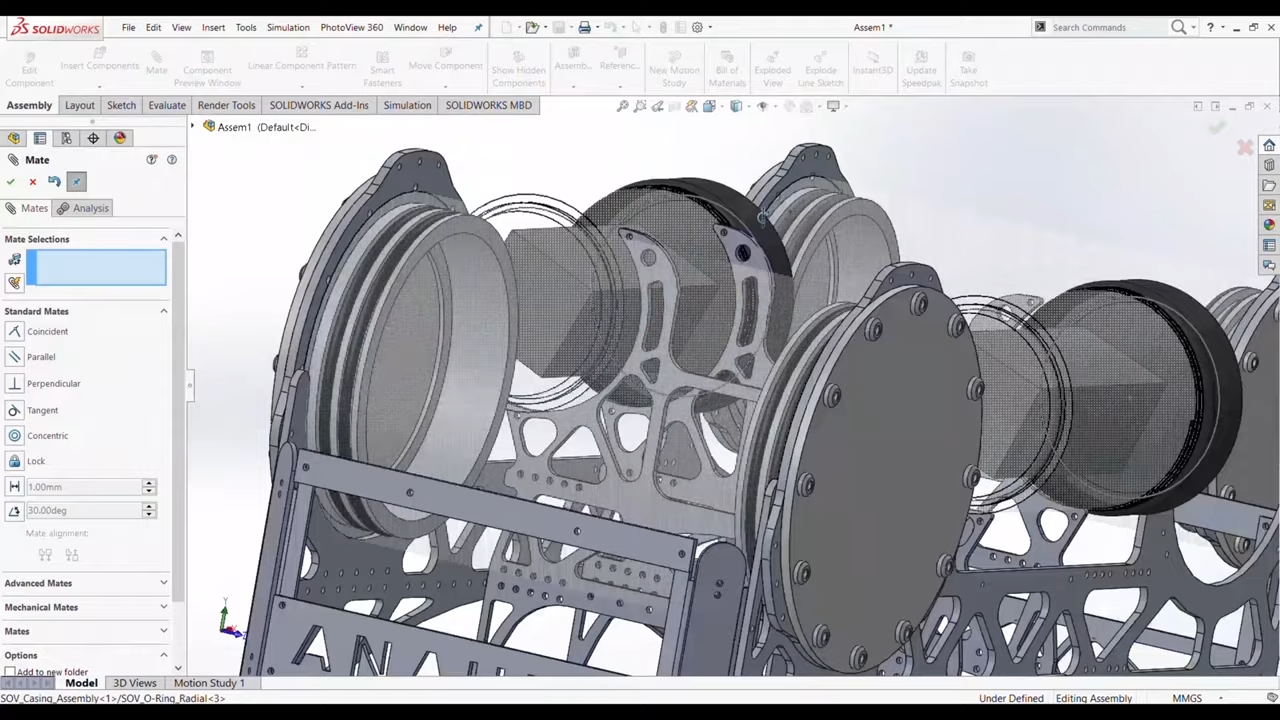 SOLIDWORKS File Edit View Insert Tools Simulation PhotoView 360 Window Help Assem1 * Search Commands ?
Edit Component
Insert Components
Mate
Component Preview Window
Linear Component Pattern
Smart Fasteners
Move Component
Show Hidden Components
Assemb...
Referenc...
New Motion Study
Bill of Materials
Exploded View
Explode Line Sketch
Instant3D
Update Speedpak
Take Snapshot
Assembly Layout Sketch Evaluate Render Tools SOLIDWORKS Add-Ins Simulation SOLIDWORKS MBD
Assem1 (Default<Di...
Mate
Mates Analysis
Mate Selections
Standard Mates
Coincident
Parallel
Perpendicular
Tangent
Concentric
Lock
1.00mm
30.00deg
Mate alignment:
Advanced Mates
Mechanical Mates
Mates
Options
Add to new folder
Y
Model 3D Views Motion Study 1
SOV_Casing_Assembly<1>/SOV_O-Ring_Radial<3> Under Defined Editing Assembly MMGS